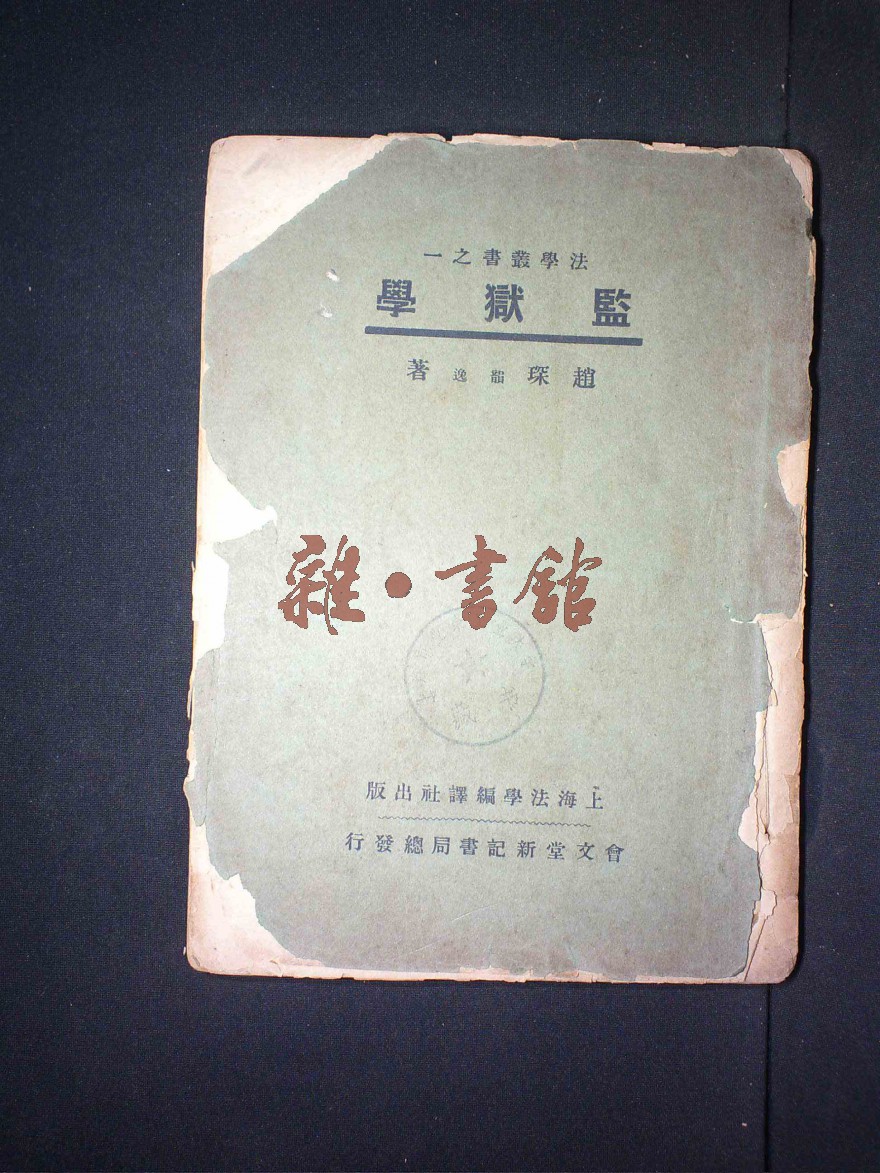 法學叢書之一
監獄學
趙琛韻逸著
雜·書館
上海法學編譯社出版
會文堂新記書局總發行